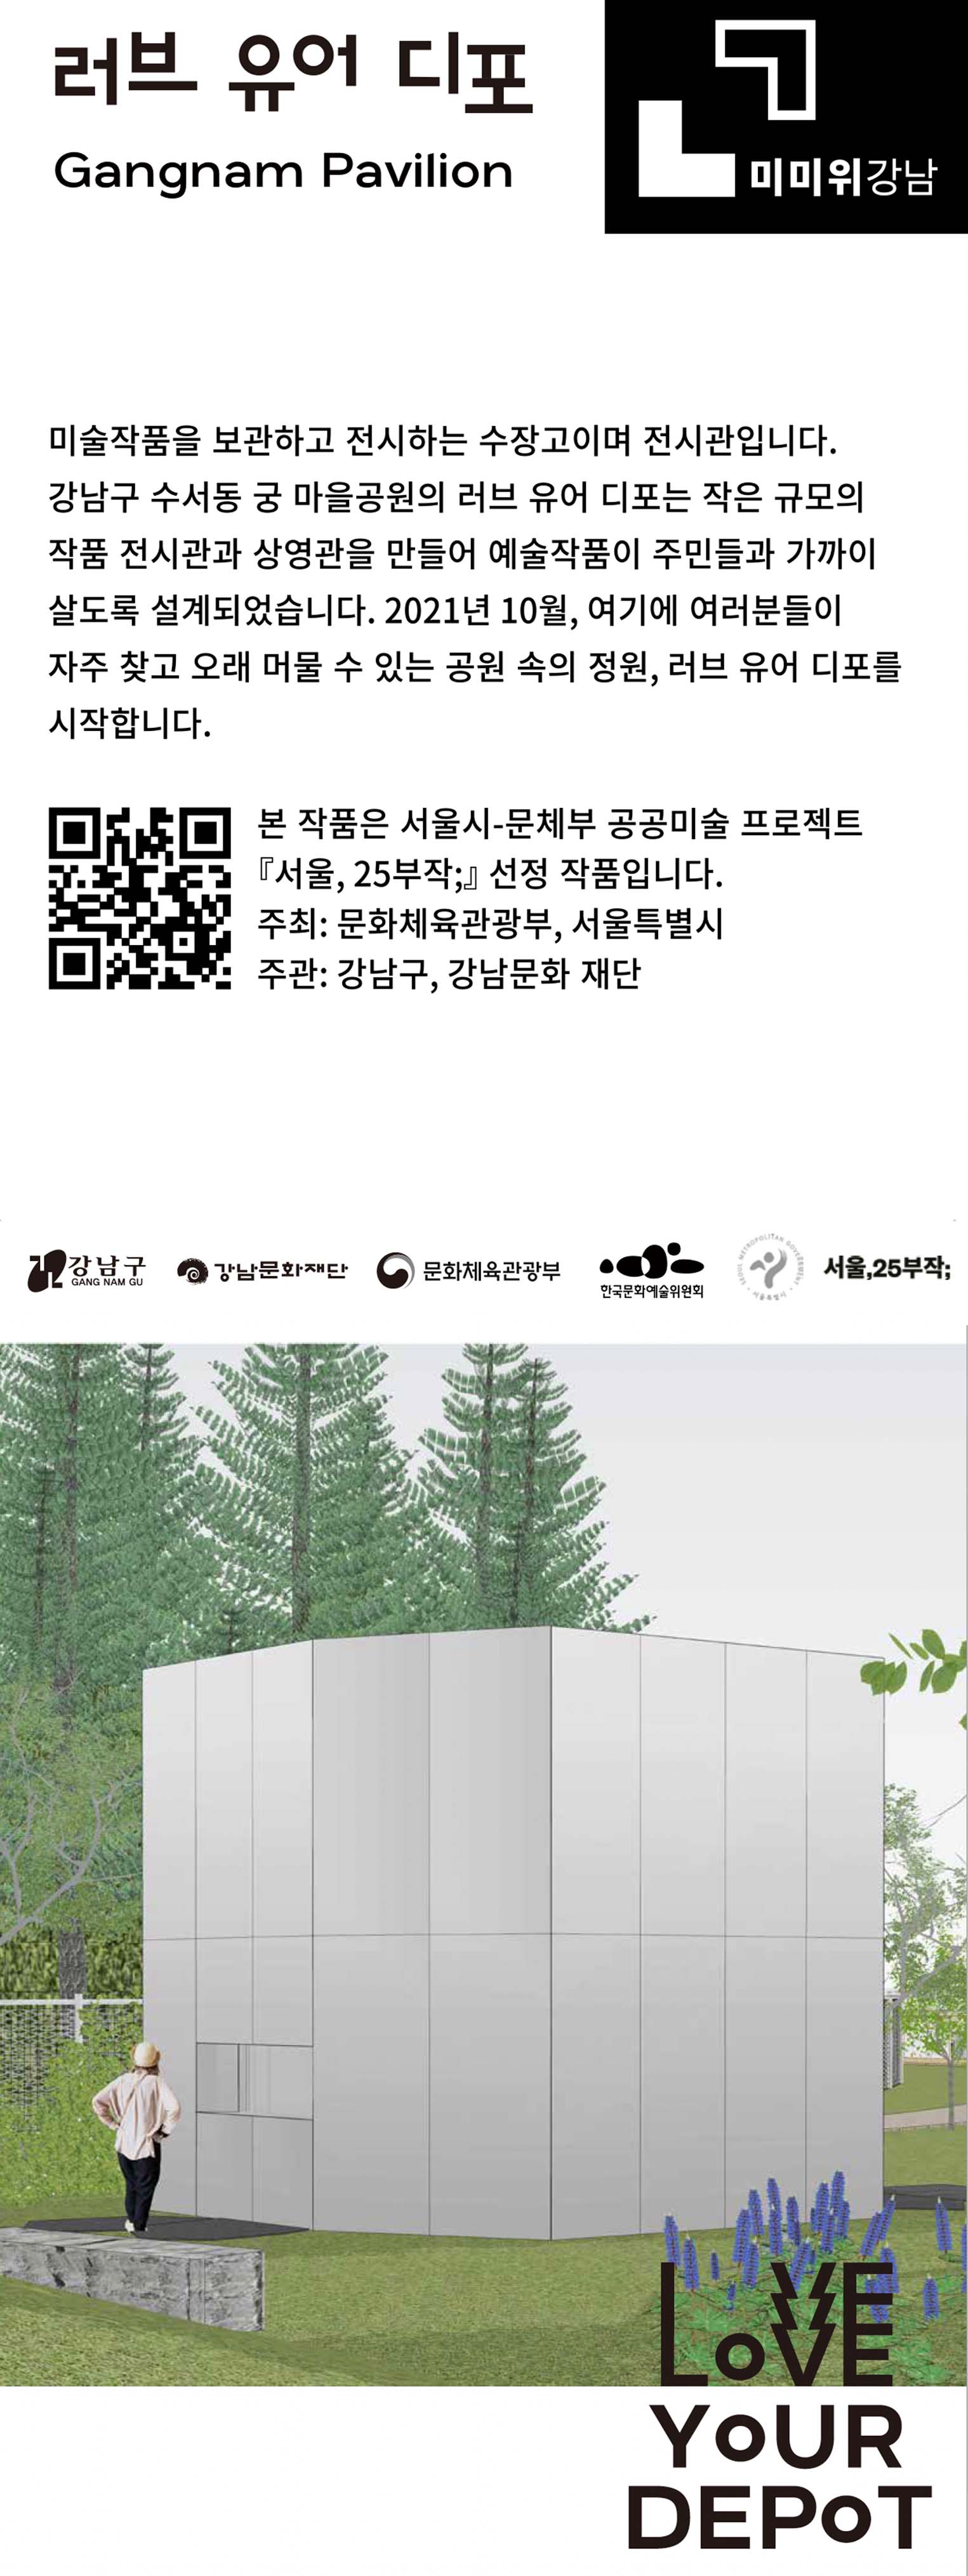 러브 유어 디포
Gangnam Pavilion
미미위강남
미술작품을 보관하고 전시하는 수장고이며 전시관입니다.
강남구 수서동 궁 마을공원의 러브 유어 디포는 작은 규모의
작품 전시관과 상영관을 만들어 예술작품이 주민들과 가까이
살도록 설계되었습니다. 2021년 10월, 여기에 여러분들이
자주 찾고 오래 머물 수 있는 공원 속의 정원, 러브 유어 디포를
시작합니다.
본 작품은 서울시-문체부 공공미술 프로젝트
『서울, 25부작;』 선정 작품입니다.
주최: 문화체육관광부, 서울특별시
주관: 강남구, 강남문화 재단
강남구
GANG NAM GU
강남문화재단
문화체육관광부
한국문화예술위원회
SEOUL METROPOLITAN GOVERNMENT
서울특별시
서울,25부작;
LoVE
YoUR
DEPoT